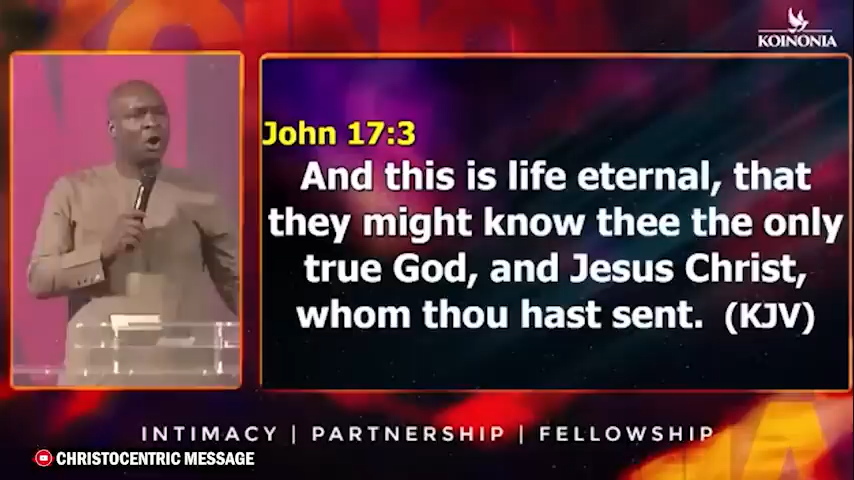 KOINONIA
John 17:3
And this is life eternal, that
they might know thee the only
true God, and Jesus Christ,
whom thou hast sent. (KJV)
INTIMACY | PARTNERSHIP | FELLOWSHIP
CHRISTOCENTRIC MESSAGE